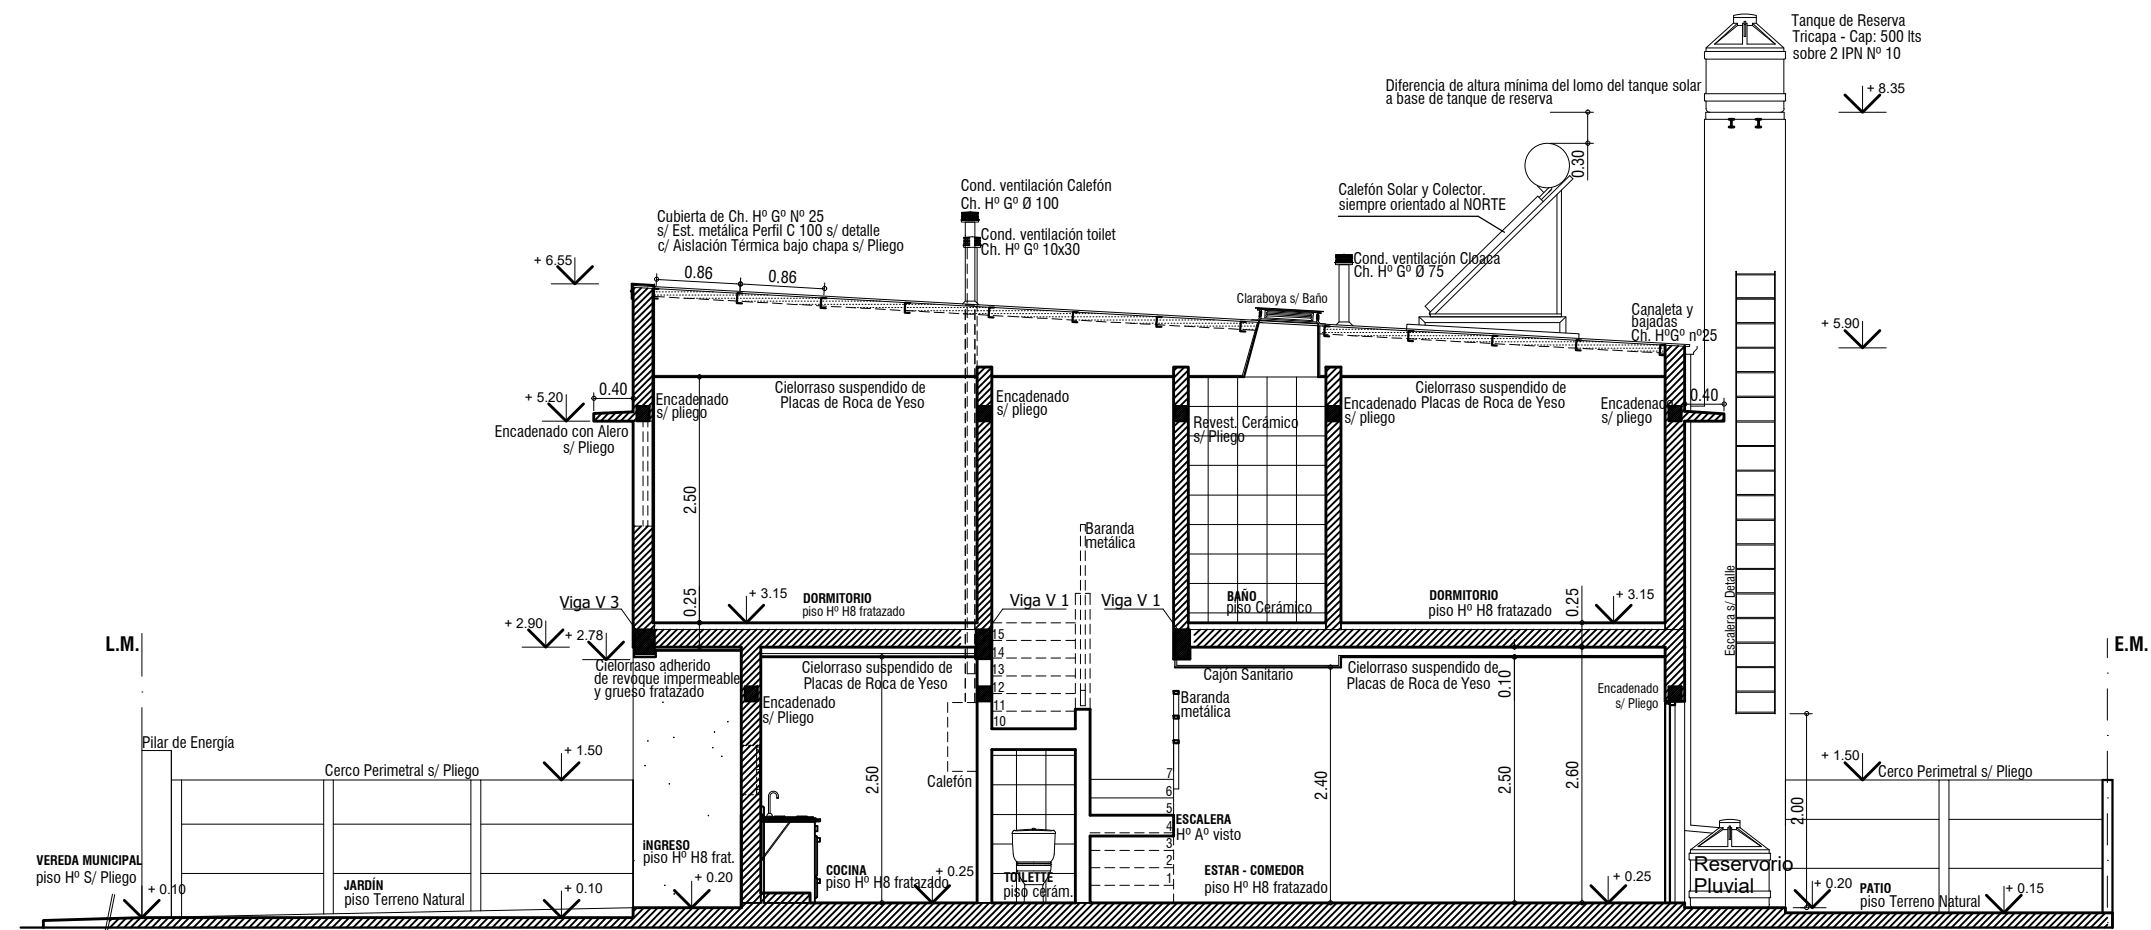 Tanque de Reserva
Tricapa - Cap: 500 lts
sobre 2 IPN Nº 10
+ 8.35
Diferencia de altura mínima del lomo del tanque solar
a base de tanque de reserva
0.30
Calefón Solar y Colector.
siempre orientado al NORTE
Cond. ventilación Calefón
Ch. Hº Gº Ø 100
Cond. ventilación toilet
Ch. Hº Gº 10x30
Cubierta de Ch. Hº Gº Nº 25
s/ Est. metálica Perfil C 100 s/ detalle
c/ Aislación Térmica bajo chapa s/ Pliego
+ 6.55
0.86
0.86
Cond. ventilación Cloaca
Ch. Hº Gº Ø 75
Claraboya s/ Baño
Canaleta y
bajadas
Ch. HºGº nº25
+ 5.90
+ 5.20
0.40
Encadenado con Alero
s/ Pliego
Encadenado
s/ pliego
Cielorraso suspendido de
Placas de Roca de Yeso
Encadenado
s/ pliego
Revest. Cerámico
s/ Pliego
Encadenado
s/ pliego
Cielorraso suspendido de
Placas de Roca de Yeso
Encadenado
s/ pliego
0.40
2.50
Baranda
metálica
Escalera s/ Detalle
Viga V 3
0.25
+ 3.15
DORMITORIO
piso Hº H8 fratazado
Viga V 1
Viga V 1
BAÑO
piso Cerámico
DORMITORIO
piso Hº H8 fratazado
0.25
+ 3.15
L.M.
+ 2.90
+ 2.78
Cielorraso adherido
de revoque impermeable
y grueso fratazado
Encadenado
s/ Pliego
Cielorraso suspendido de
Placas de Roca de Yeso
15
14
13
12
11
10
Cajón Sanitario
Baranda
metálica
Cielorraso suspendido de
Placas de Roca de Yeso
0.10
Encadenado
s/ Pliego
E.M.
Pilar de Energía
Cerco Perimetral s/ Pliego
+ 1.50
2.50
Calefón
7
6
5
4
3
2
1
2.40
2.50
2.60
2.00
+ 1.50
Cerco Perimetral s/ Pliego
ESCALERA
Hº Aº visto
VEREDA MUNICIPAL
piso Hº S/ Pliego
+ 0.10
JARDÍN
piso Terreno Natural
+ 0.10
iNGRESO
piso Hº H8 frat.
+ 0.20
COCINA
piso Hº H8 fratazado
+ 0.25
TOILETTE
piso cerám.
ESTAR - COMEDOR
piso Hº H8 fratazado
+ 0.25
Reservorio
Pluvial
+ 0.20
PATIO
piso Terreno Natural
+ 0.15